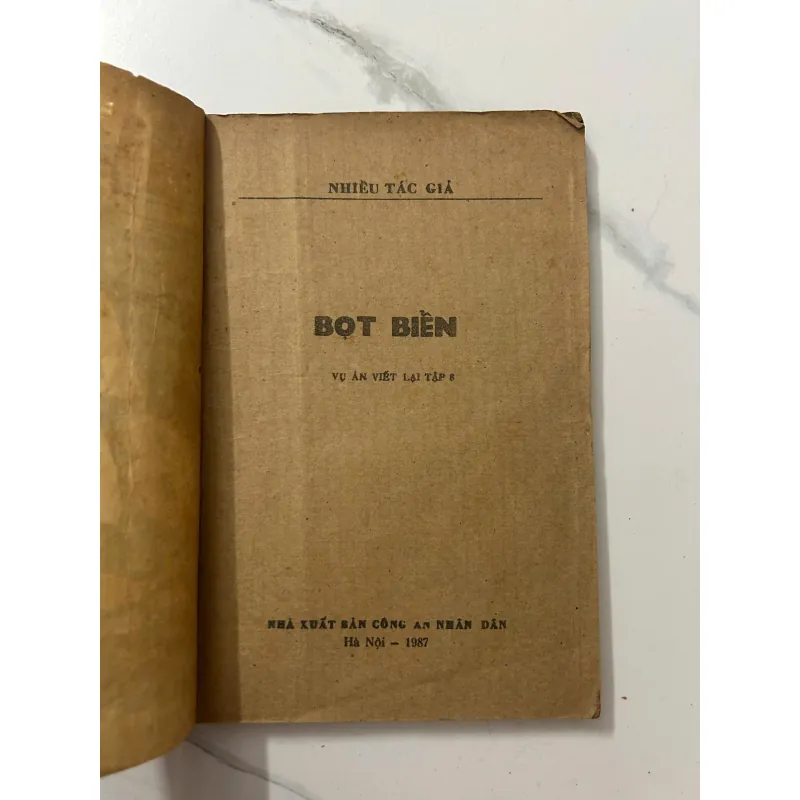 NHIỀU TÁC GIẢ
BỌT BIỂN
VỤ ÁN VIẾT LẠI TẬP 8
NHÀ XUẤT BẢN CÔNG AN NHÂN DÂN
Hà Nội – 1987